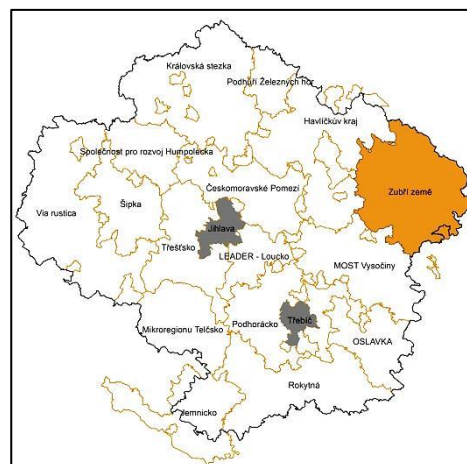 Královská stezka
Podhůří Železných hor
Havlíčkův kraj
Společnost pro rozvoj Humpolecka
Českomoravské Pomezí
Zubří země
Via rustica
Šipka
Jihlava
Třešťsko
LEADER - Loucko
MOST Vysočiny
Mikroregionu Telčsko
Podhorácko
Třebíč
OSLAVKA
Rokytná
Jemnicko